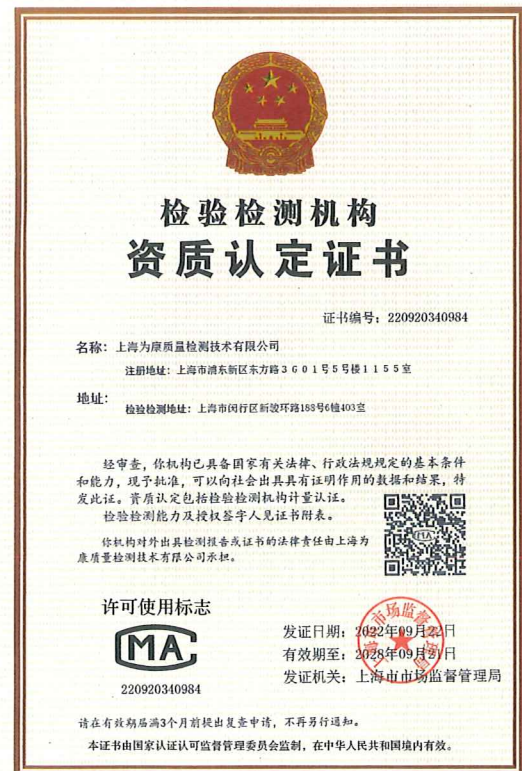 检验检测机构
资质认定证书
证书编号：220920340984
名称：上海为康质量检测技术有限公司
注册地址：上海市浦东新区东方路3601号5号楼1155室
地址：
检验检测地址：上海市闵行区新骏环路188号6幢403室
经审查，你机构已具备国家有关法律、行政法规规定的基本条件
和能力，现予批准，可以向社会出具具有证明作用的数据和结果，特
发此证。资质认定包括检验检测机构计量认证。
检验检测能力及授权签字人见证书附表。
你机构对外出具检测报告或证书的法律责任由上海为
康质量检测技术有限公司承担。
许可使用标志
MA
220920340984
发证日期：2022年09月22日
有效期至：2028年09月21日
发证机关：上海市市场监督管理局
请在有效期届满3个月前提出复查申请，不再另行通知。
本证书由国家认证认可监督管理委员会监制，在中华人民共和国境内有效。